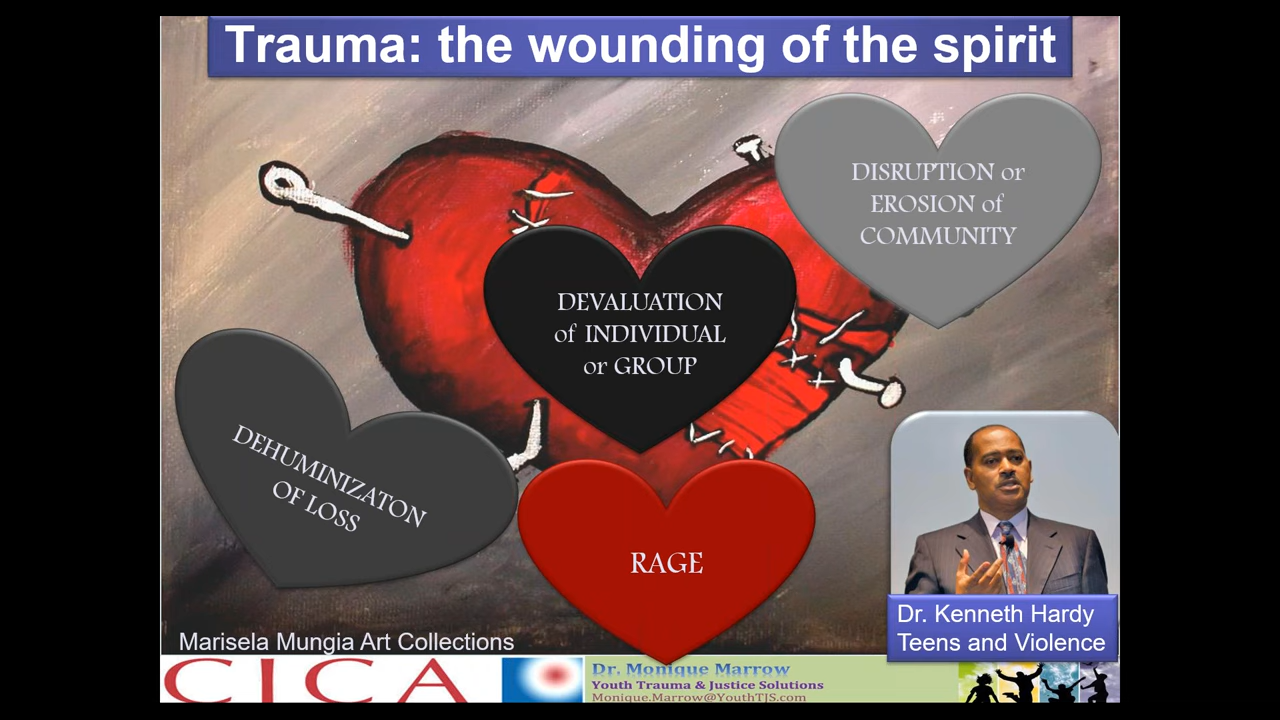 Trauma: the wounding of the spirit
DISRUPTION or
EROSION of
COMMUNITY
DEVALUATION
of INDIVIDUAL
or GROUP
DEHUMINIZATON
OF LOSS
RAGE
Dr. Kenneth Hardy
Teens and Violence
Marisela Mungia Art Collections
CICA
Dr. Monique Marrow
Youth Trauma & Justice Solutions
Monique.Marrow@YouthTJS.com